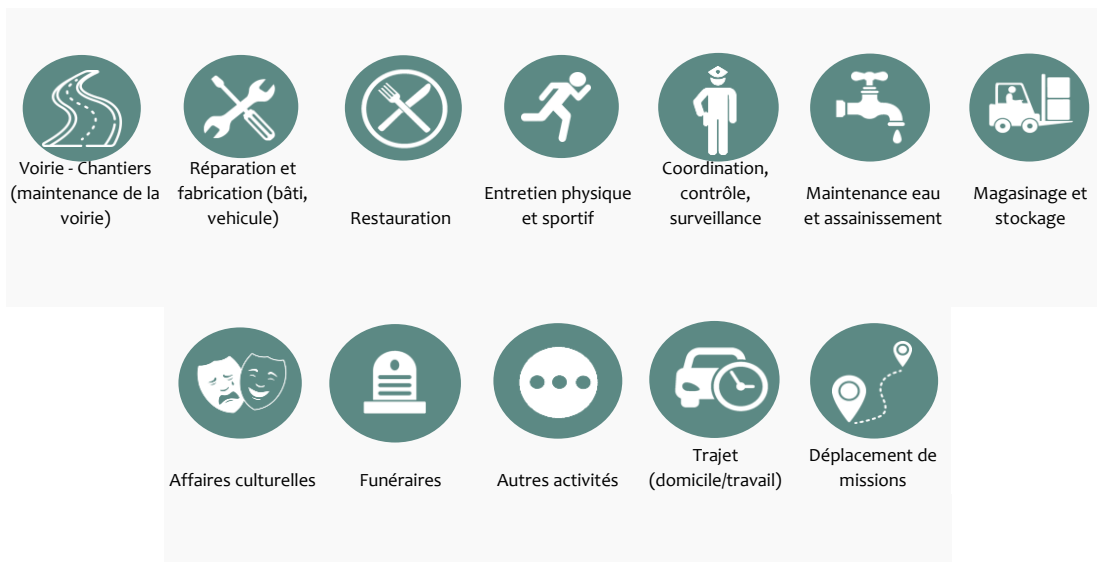 Voirie - Chantiers
(maintenance de la
voirie)
Réparation et
fabrication (bâti,
vehicule)
Restauration
Entretien physique
et sportif
Coordination,
contrôle,
surveillance
Maintenance eau
et assainissement
Magasinage et
stockage
Affaires culturelles
Funéraires
Autres activités
Trajet
(domicile/travail)
Déplacement de
missions